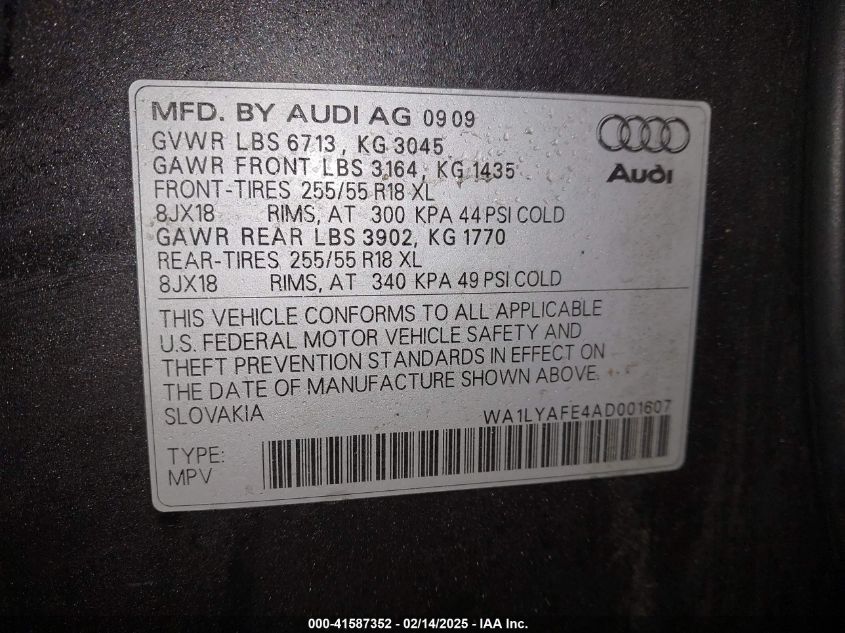 MFD. BY AUDI AG 09 09
GVWR LBS 6713, KG 3045
GAWR FRONT LBS 3164, KG 1435
FRONT-TIRES 255/55 R18 XL
8JX18 RIMS, AT 300 KPA 44 PSI COLD
GAWR REAR LBS 3902, KG 1770
REAR-TIRES 255/55 R18 XL
8JX18 RIMS, AT 340 KPA 49 PSI COLD
Audi
THIS VEHICLE CONFORMS TO ALL APPLICABLE
U.S. FEDERAL MOTOR VEHICLE SAFETY AND
THEFT PREVENTION STANDARDS IN EFFECT ON
THE DATE OF MANUFACTURE SHOWN ABOVE.
SLOVAKIA WA1LYAFE4AD001607
TYPE:
MPV
000-41587352 - 02/14/2025 - IAA Inc.